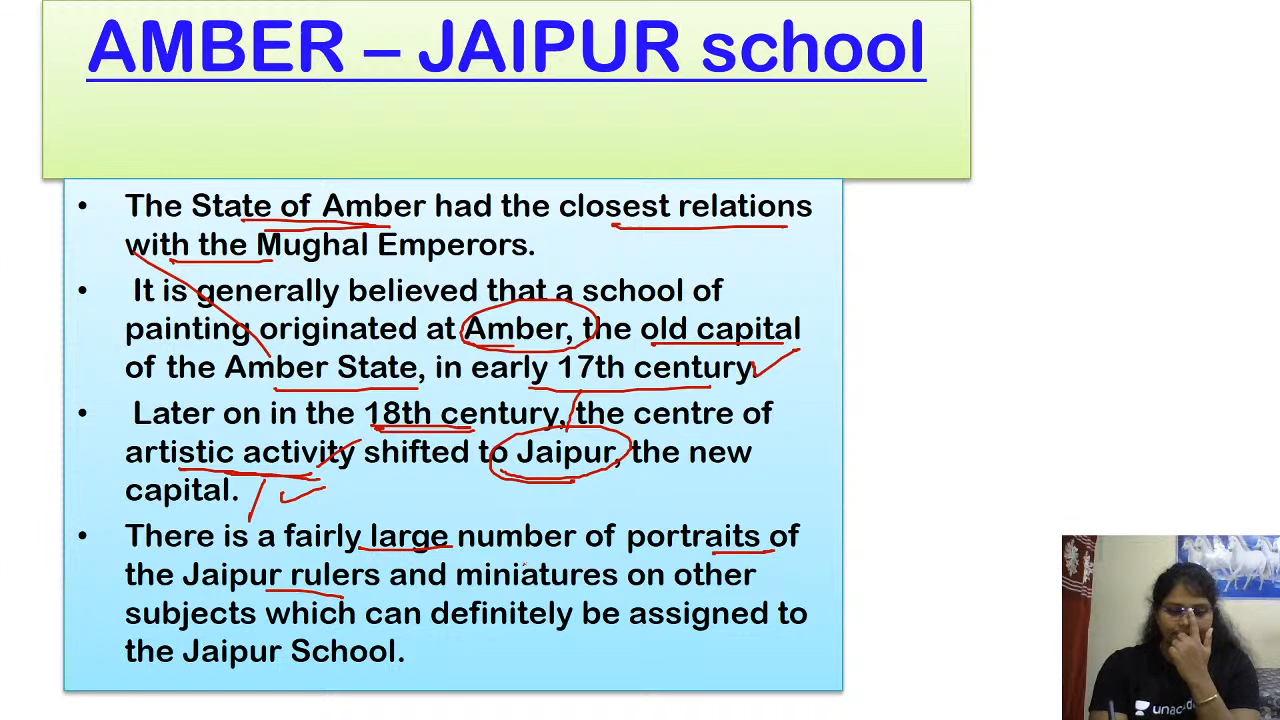 AMBER – JAIPUR school
• The State of Amber had the closest relations
with the Mughal Emperors.
• It is generally believed that a school of
painting originated at Amber, the old capital
of the Amber State, in early 17th century
• Later on in the 18th century, the centre of
artistic activity shifted to Jaipur, the new
capital.
• There is a fairly large number of portraits of
the Jaipur rulers and miniatures on other
subjects which can definitely be assigned to
the Jaipur School.